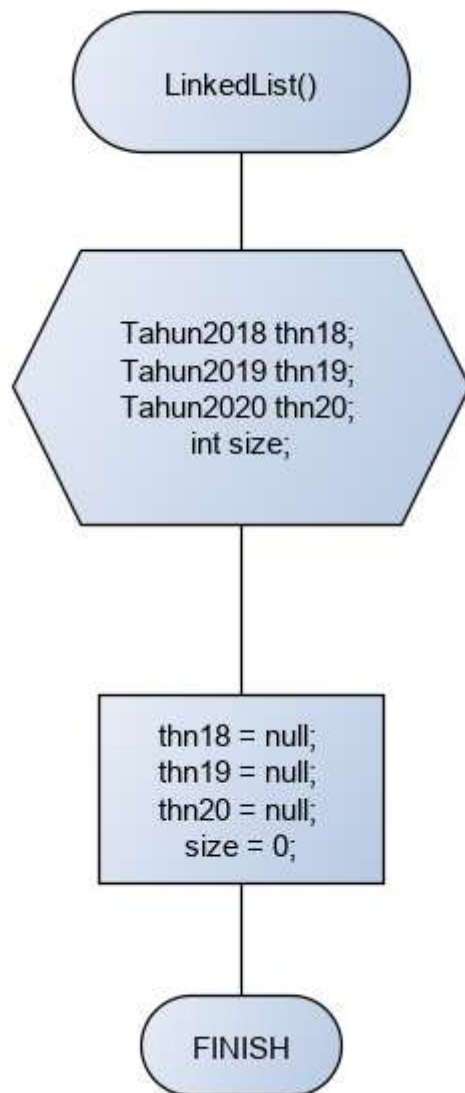 LinkedList()
Tahun2018 thn18;
Tahun2019 thn19;
Tahun2020 thn20;
int size;
thn18 = null;
thn19 = null;
thn20 = null;
size = 0;
FINISH